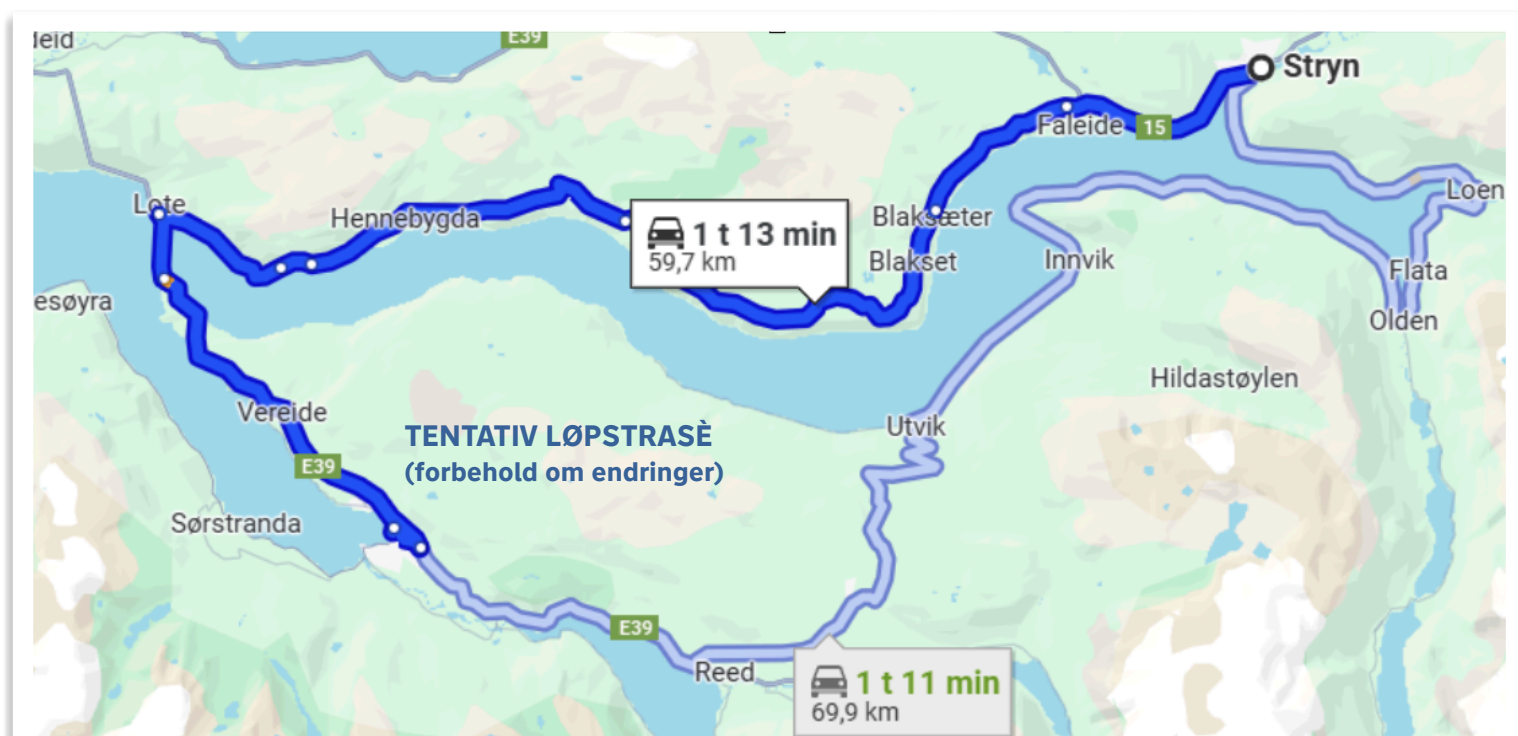 E39
Stryn
Faleide
15
Lote
Loen
Hennebygda
Blaksæter
1 t 13 min
59,7 km
Blakset
Innvik
Flata
esøyra
Olden
Hildastøylen
Vereide
Utvik
TENTATIV LØPSTRASÈ
(forbehold om endringer)
E39
Sørstranda
E39
Reed
1 t 11 min
69,9 km